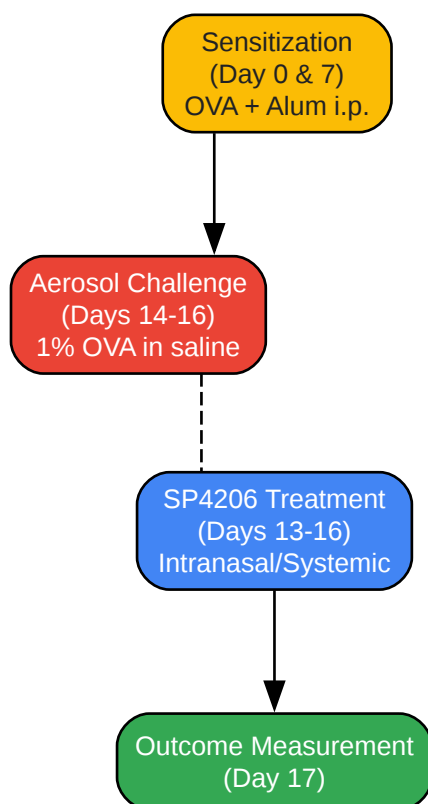 Sensitization
(Day 0 & 7)
OVA + Alum i.p.
Aerosol Challenge
(Days 14-16)
1% OVA in saline
SP4206 Treatment
(Days 13-16)
Intranasal/Systemic
Outcome Measurement
(Day 17)